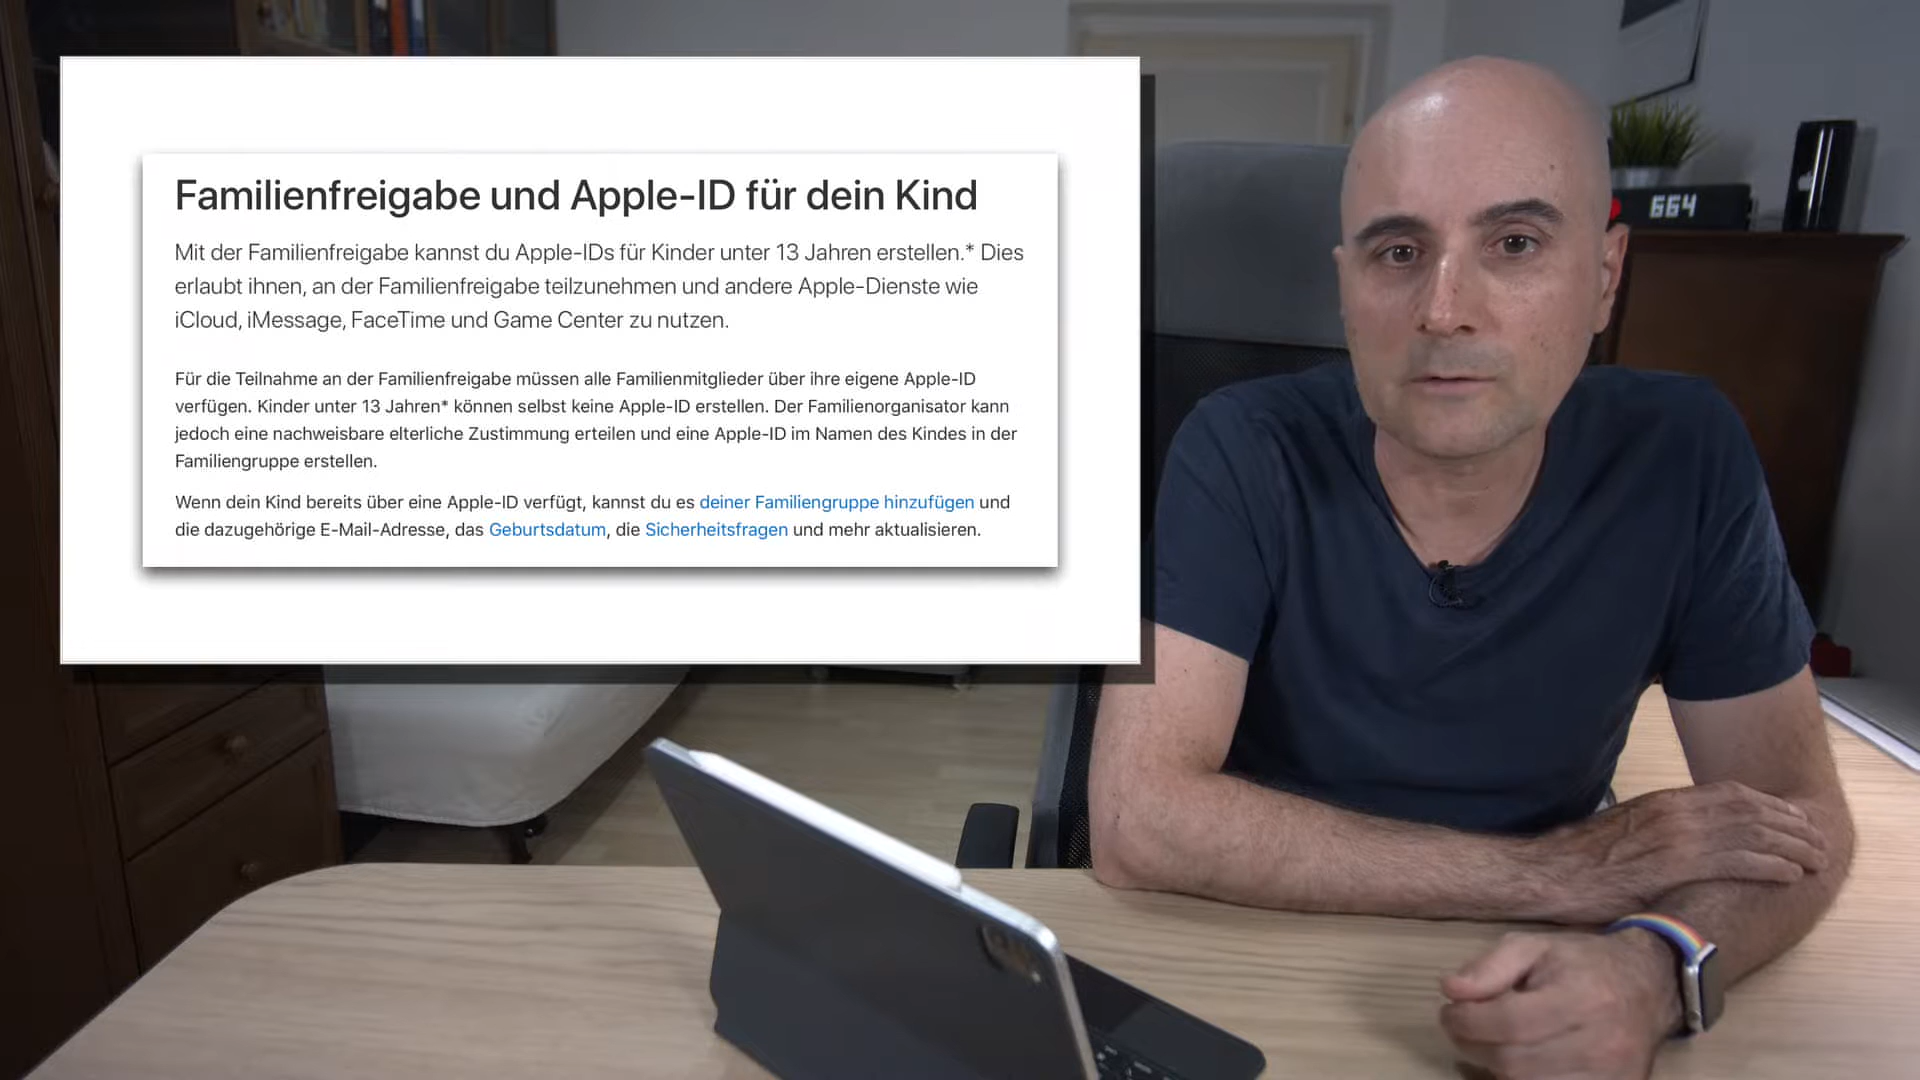 Familienfreigabe und Apple-ID für dein Kind
Mit der Familienfreigabe kannst du Apple-IDs für Kinder unter 13 Jahren erstellen.* Dies
erlaubt ihnen, an der Familienfreigabe teilzunehmen und andere Apple-Dienste wie
iCloud, iMessage, FaceTime und Game Center zu nutzen.
Für die Teilnahme an der Familienfreigabe müssen alle Familienmitglieder über ihre eigene Apple-ID
verfügen. Kinder unter 13 Jahren* können selbst keine Apple-ID erstellen. Der Familienorganisator kann
jedoch eine nachweisbare elterliche Zustimmung erteilen und eine Apple-ID im Namen des Kindes in der
Familiengruppe erstellen.
Wenn dein Kind bereits über eine Apple-ID verfügt, kannst du es deiner Familiengruppe hinzufügen und
die dazugehörige E-Mail-Adresse, das Geburtsdatum, die Sicherheitsfragen und mehr aktualisieren.
664